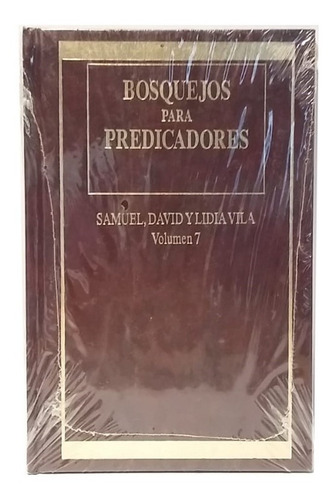 BOSQUEJOS
PARA
PREDICADORES
SAMUEL, DAVID Y LIDIA VILA
Volumen 7